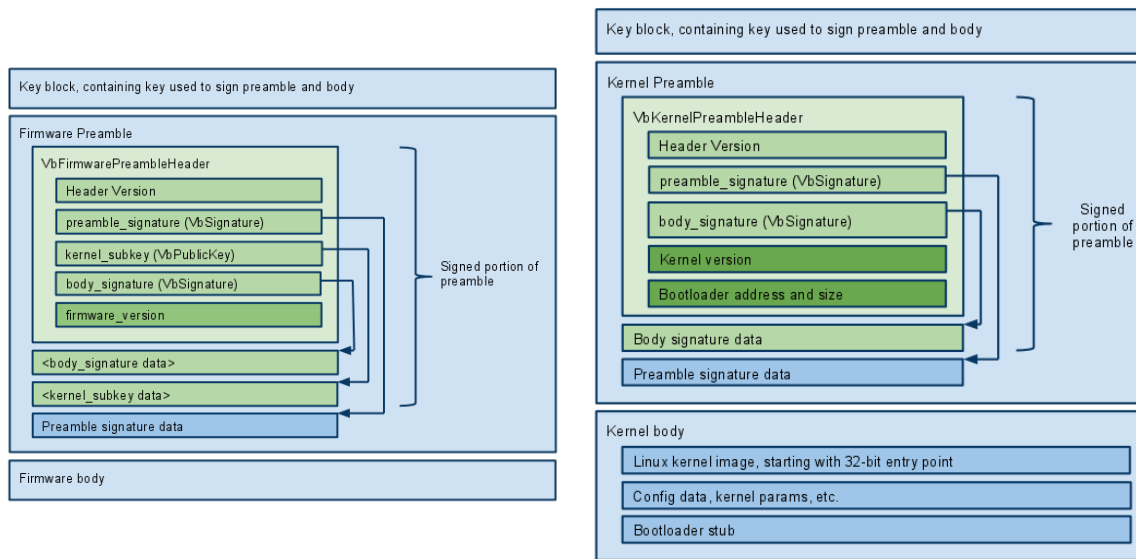 Key block, containing key used to sign preamble and body
Firmware Preamble
VbFirmwarePreambleHeader
Header Version
preamble_signature (VbSignature)
kernel_subkey (VbPublicKey)
body_signature (VbSignature)
firmware_version
<body_signature data>
<kernel_subkey data>
Preamble signature data
Signed portion of
preamble
Firmware body
Key block, containing key used to sign preamble and body
Kernel Preamble
VbKernelPreambleHeader
Header Version
preamble_signature (VbSignature)
body_signature (VbSignature)
Kernel version
Bootloader address and size
Body signature data
Preamble signature data
Signed
portion of
preamble
Kernel body
Linux kernel image, starting with 32-bit entry point
Config data, kernel params, etc.
Bootloader stub